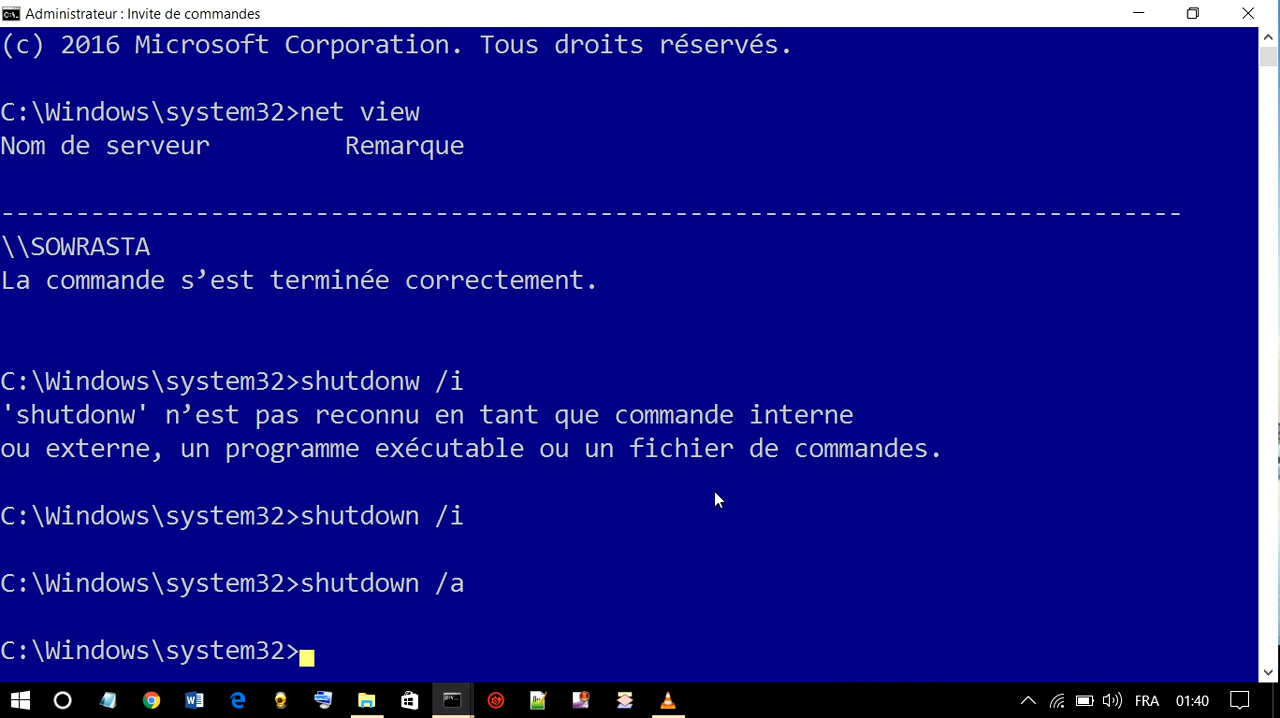 Administrateur : Invite de commandes
(c) 2016 Microsoft Corporation. Tous droits réservés.
C:\Windows\system32>net view
Nom de serveur         Remarque
-------------------------------------------------------------------------------
\\SOWRASTA
La commande s’est terminée correctement.
C:\Windows\system32>shutdonw /i
'shutdonw' n’est pas reconnu en tant que commande interne
ou externe, un programme exécutable ou un fichier de commandes.
C:\Windows\system32>shutdown /i
C:\Windows\system32>shutdown /a
C:\Windows\system32>
FRA 01:40